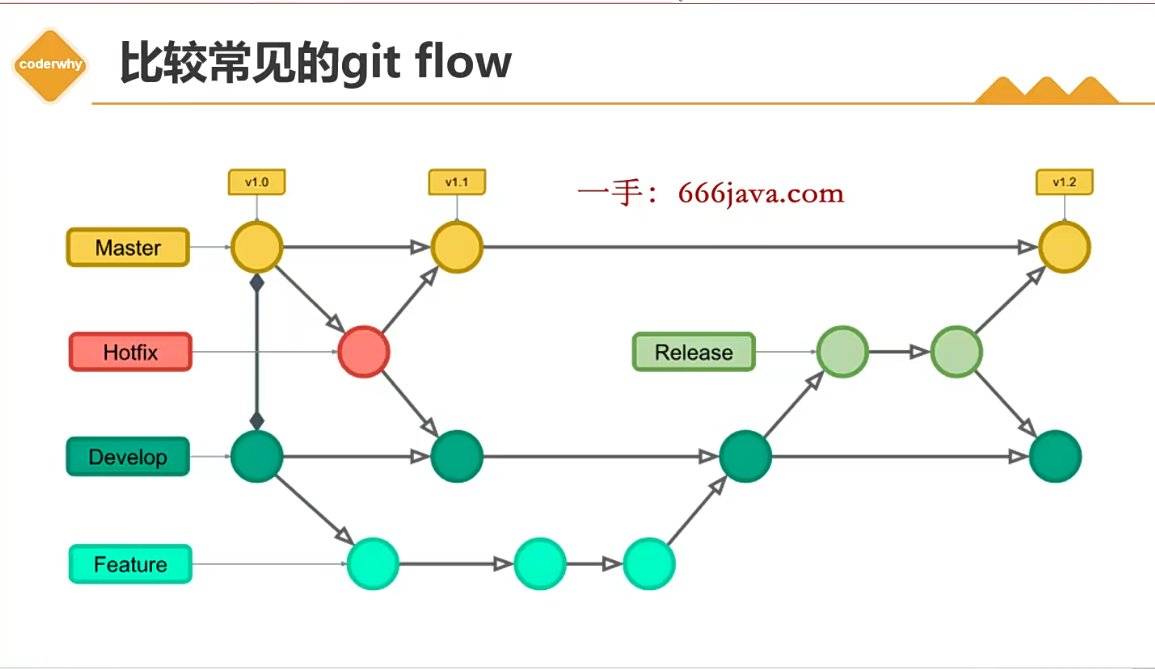 coderwhy
比较常见的git flow
v1.0
v1.1
一手：666java.com
v1.2
Master
Hotfix
Release
Develop
Feature